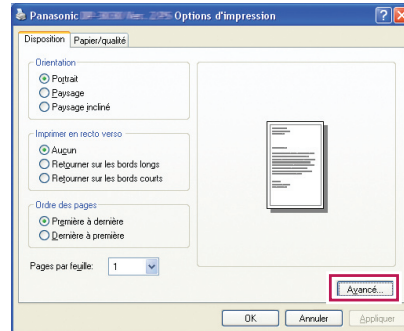 Panasonic Options d'impression
Disposition
Papier/qualité
Orientation
Portrait
Paysage
Paysage incliné
Imprimer en recto verso
Aucun
Retourner sur les bords longs
Retourner sur les bords courts
Ordre des pages
Première à dernière
Dernière à première
Pages par feuille: 1
Avancé...
OK Annuler Appliquer